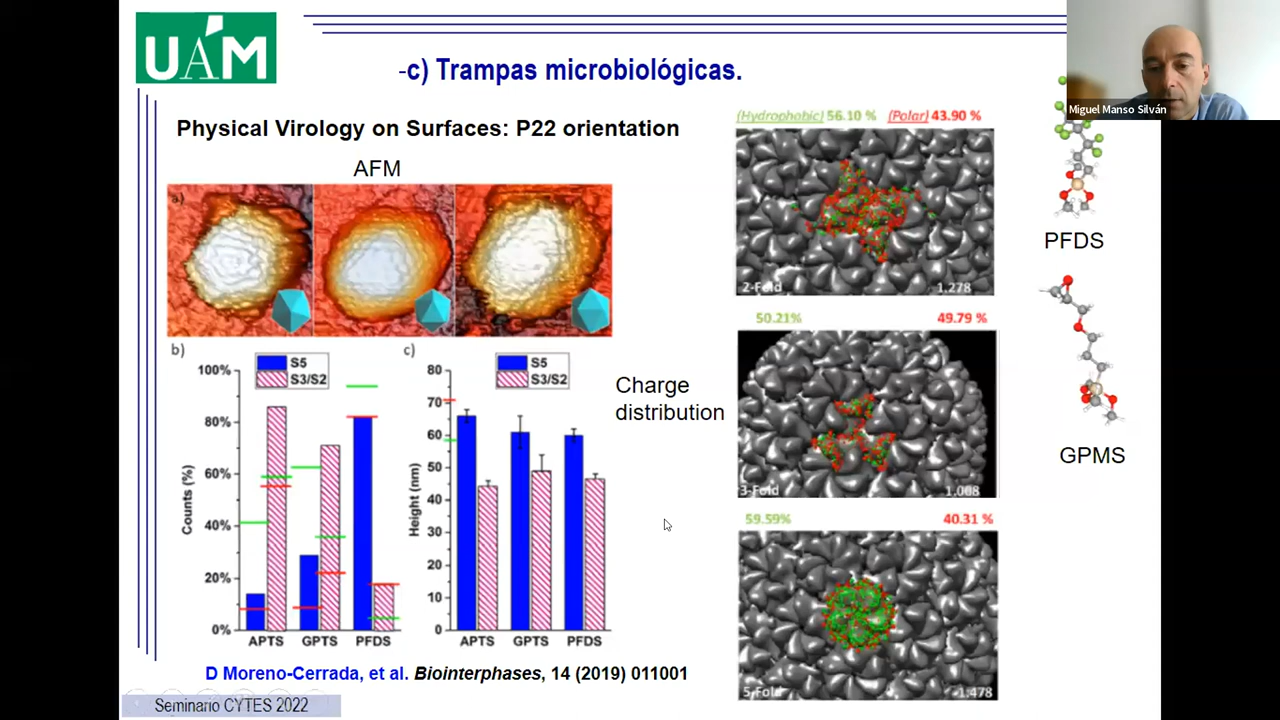 UAM
-c) Trampas microbiológicas.
Miguel Manso Silván
Physical Virology on Surfaces: P22 orientation
AFM
a)
b)
S5
S3/S2
100%
80%
60%
40%
20%
0%
Counts (%)
APTS GPTS PFDS
c)
S5
S3/S2
80
70
60
50
40
30
20
10
0
Height (nm)
APTS GPTS PFDS
Charge
distribution
(Hydrophobic) 56.10 % (Polar) 43.90 %
2-Fold 1.278
50.21% 49.79 %
3-Fold 1.008
59.59% 40.31 %
5-Fold -1.478
PFDS
GPMS
D Moreno-Cerrada, et al. Biointerphases, 14 (2019) 011001
Seminario CYTES 2022